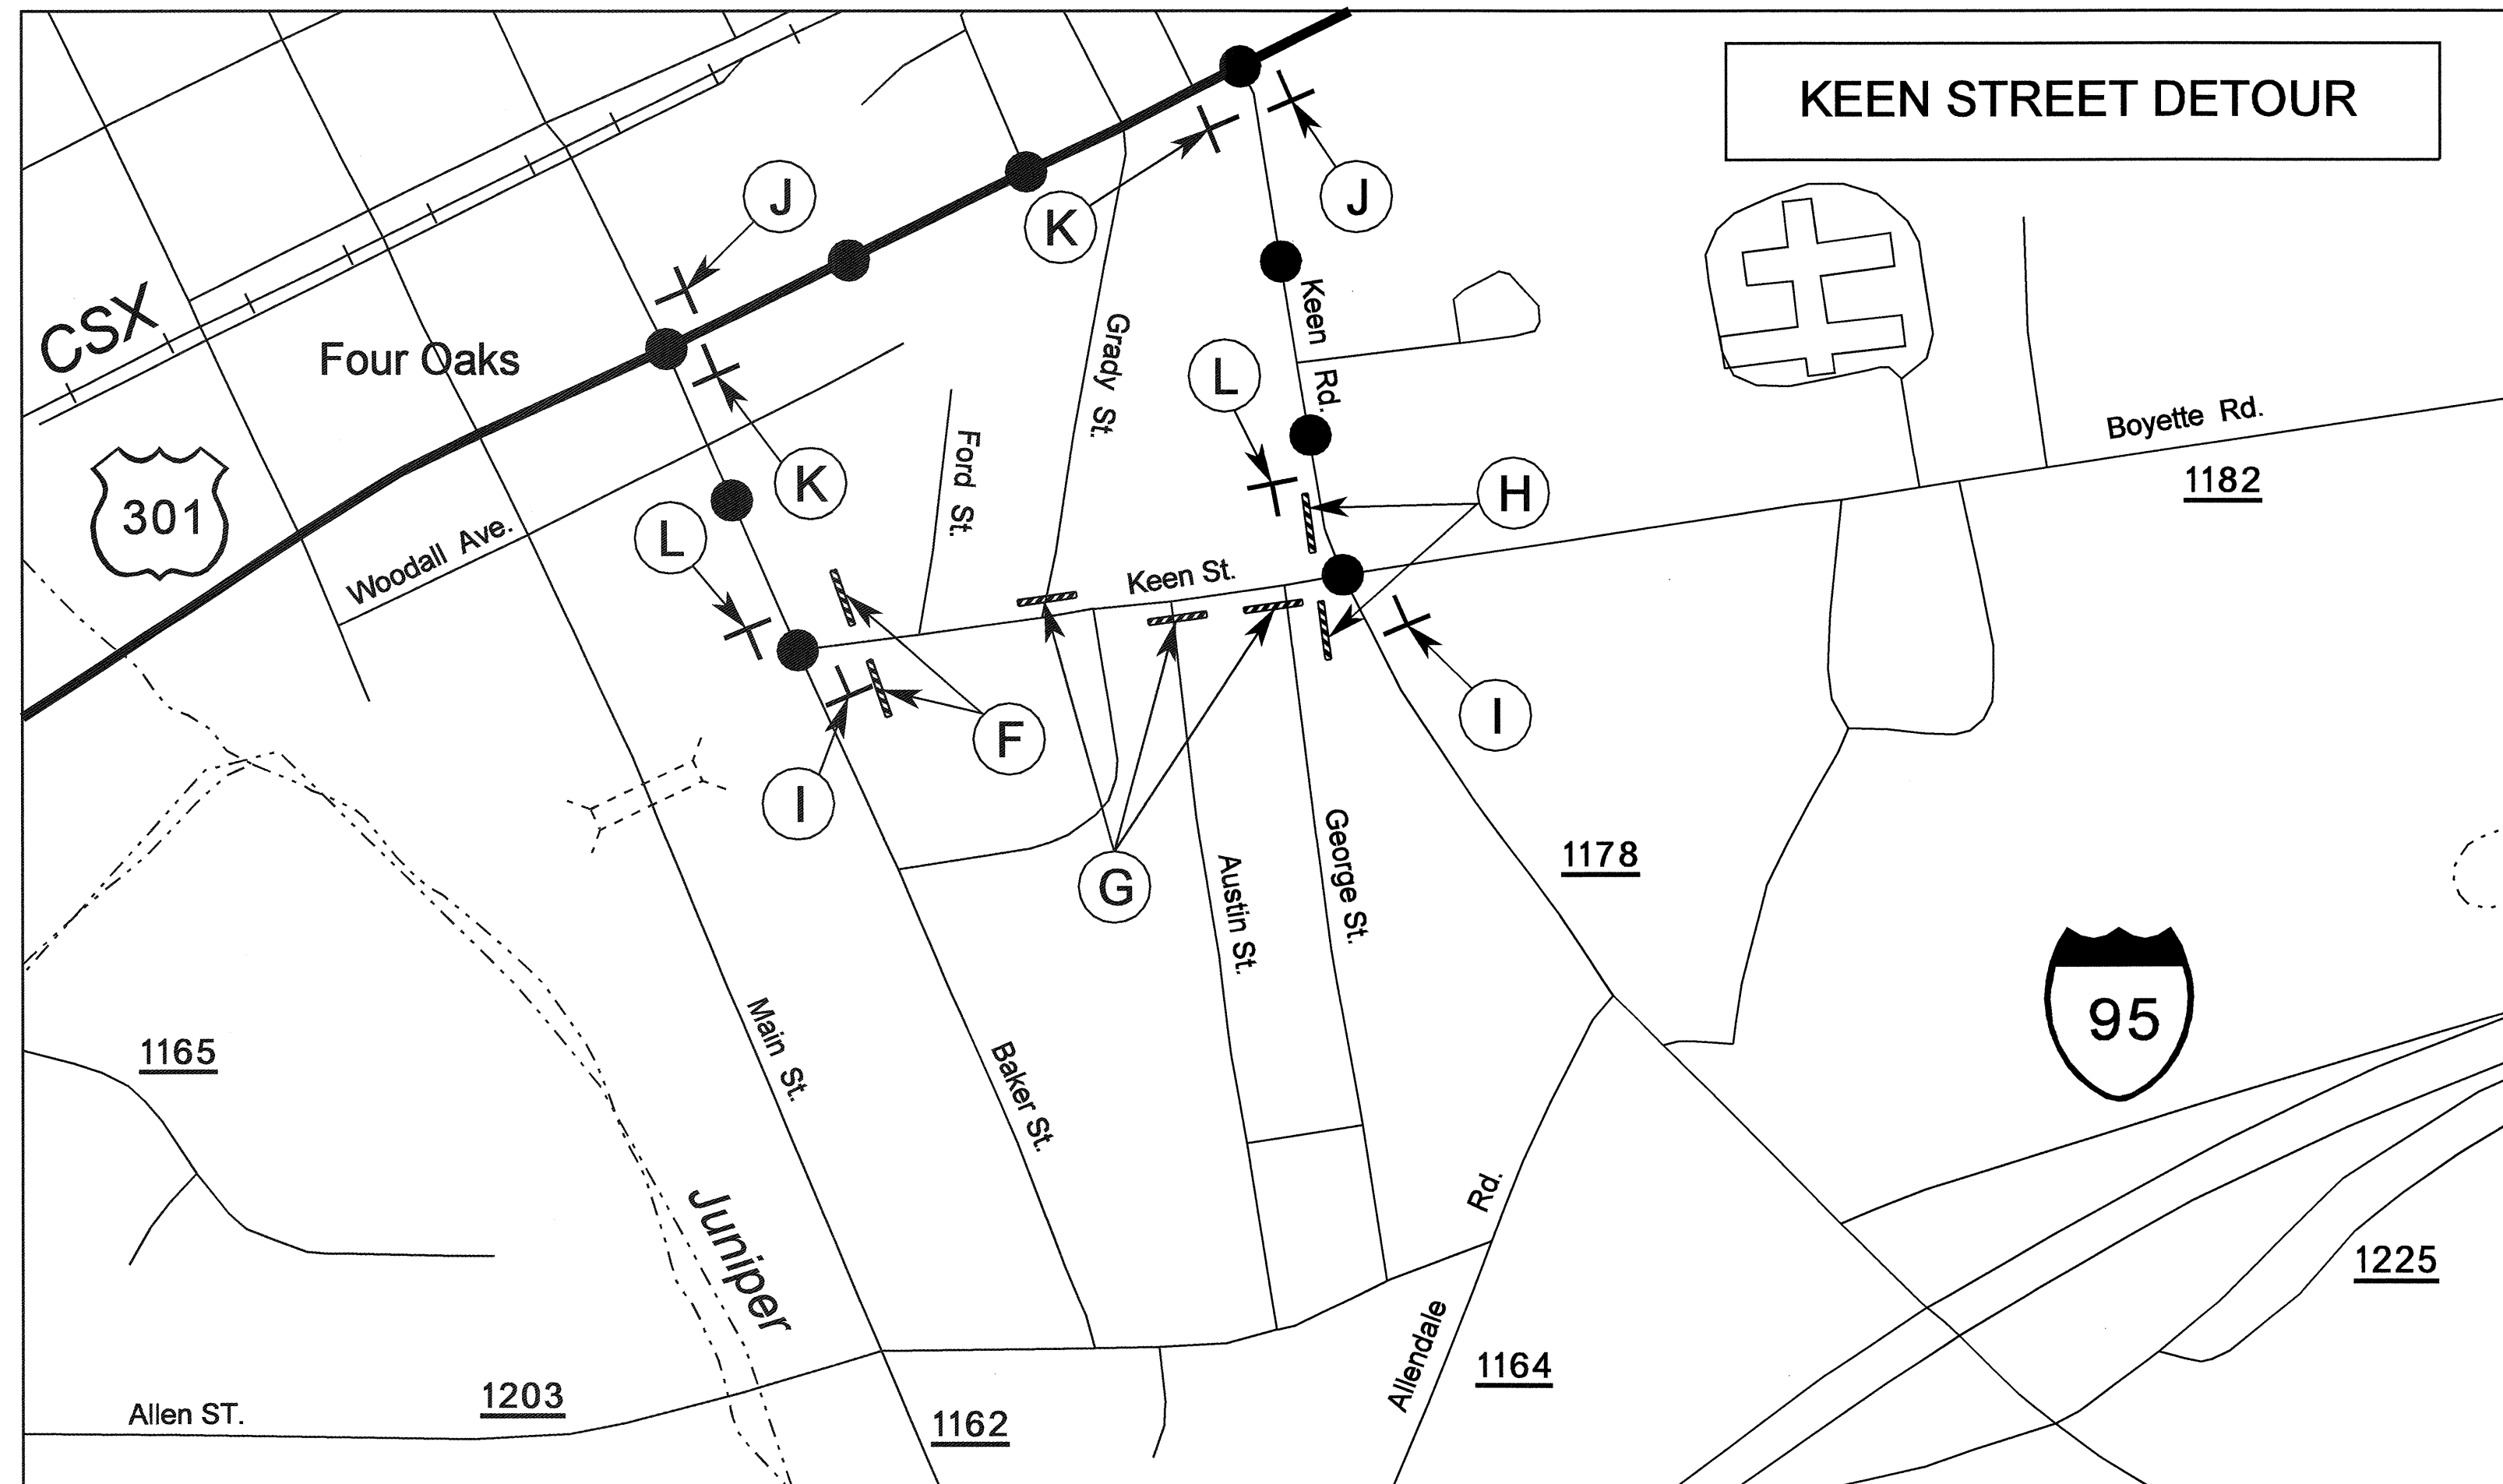 KEEN STREET DETOUR
J
J
K
CSX
Four Oaks
Keen Rd.
Grady St.
L
Boyette Rd.
301
K
Ford St.
H
1182
L
Woodall Ave.
Keen St.
F
I
I
G
1178
Austin St.
George St.
95
1165
Main St.
Baker St.
Juniper
Allendale Rd.
1225
1164
1203
Allen ST.
1162